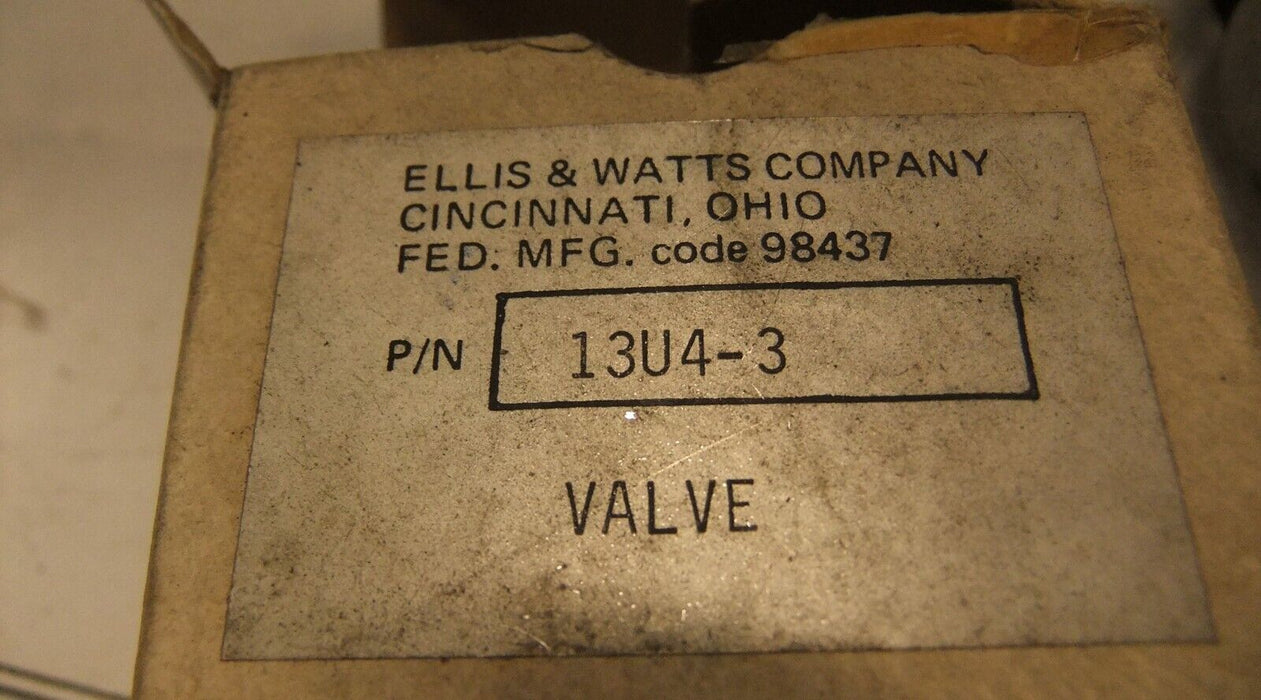 ELLIS & WATTS COMPANY
CINCINNATI, OHIO
FED. MFG. code 98437
P/N 13U4-3
VALVE